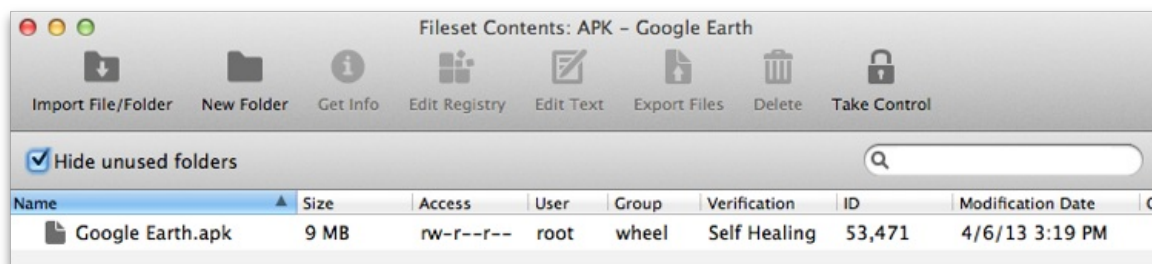 Fileset Contents: APK – Google Earth
Import File/Folder New Folder Get Info Edit Registry Edit Text Export Files Delete Take Control
Hide unused folders
Name Size Access User Group Verification ID Modification Date
Google Earth.apk 9 MB rw-r--r-- root wheel Self Healing 53,471 4/6/13 3:19 PM